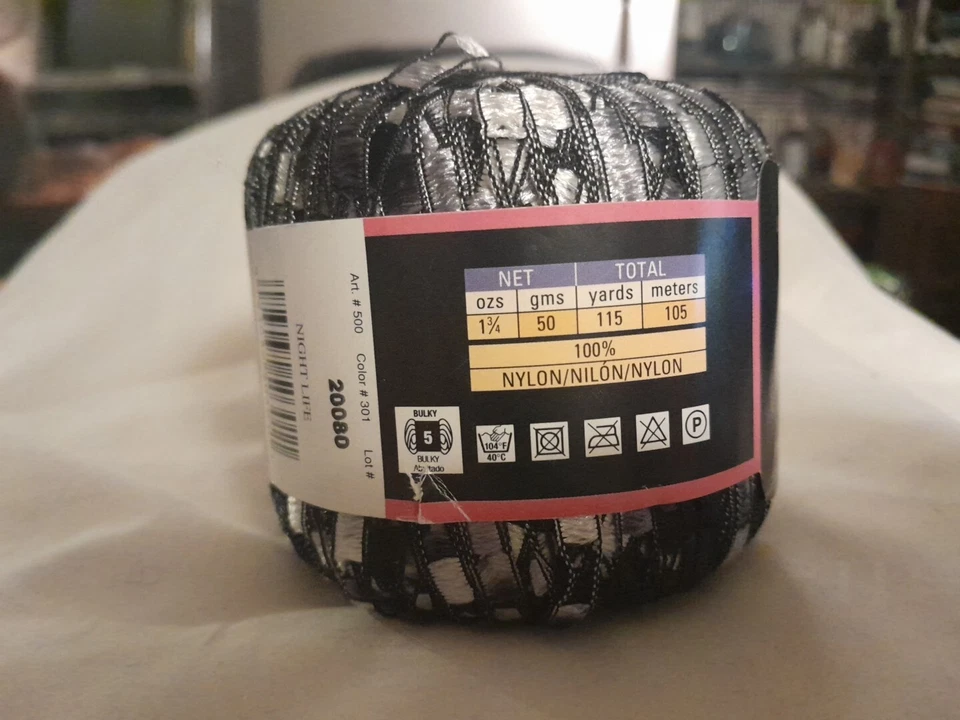 Art. # 500 Color # 301 Lot #
20080
NIGHT LIFE
NET TOTAL
ozs gms yards meters
1¾ 50 115 105
100%
NYLON/NILÓN/NYLON
BULKY
5
BULKY
104°F
40°C
P